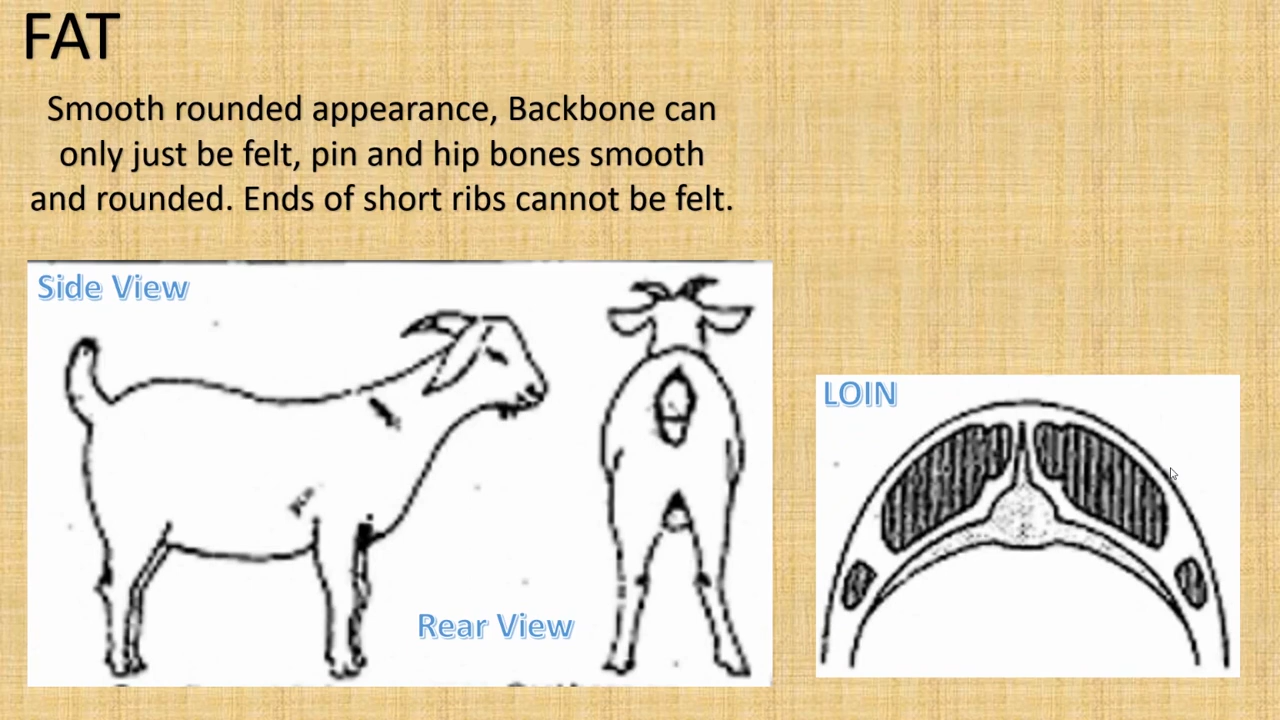 FAT
Smooth rounded appearance, Backbone can
only just be felt, pin and hip bones smooth
and rounded. Ends of short ribs cannot be felt.
Side View
LOIN
Rear View